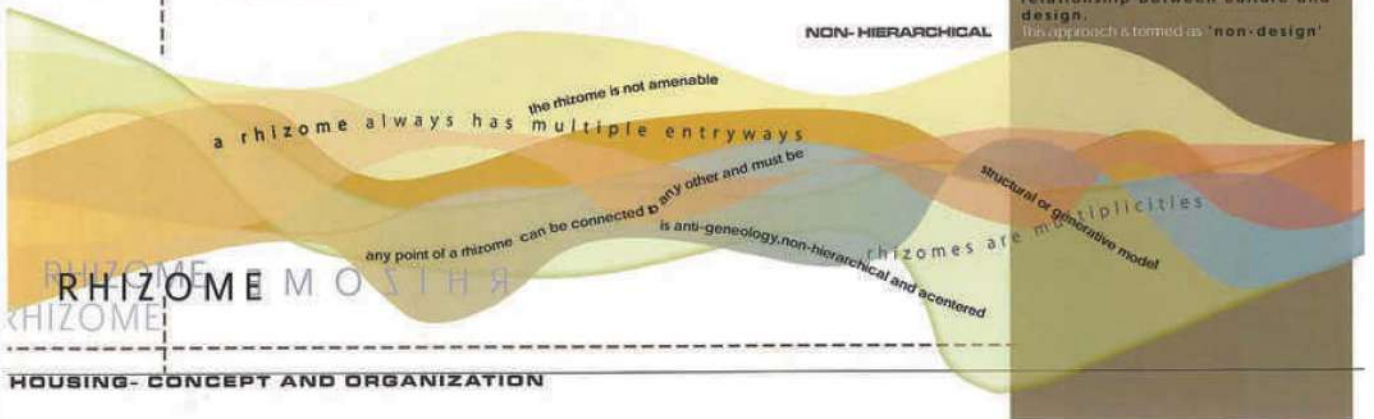 relationship between culture and
design.
This approach is termed as 'non-design'
NON-HIERARCHICAL
the rhizome is not amenable
a rhizome always has multiple entryways
any point of a rhizome can be connected to any other and must be
structural or generative model
is anti-geneology,non-hierarchical and acentered
rhizomes are multiplicities
RHIZOME
RHIZOME
RHIZOME
RHIZOME
HOUSING- CONCEPT AND ORGANIZATION